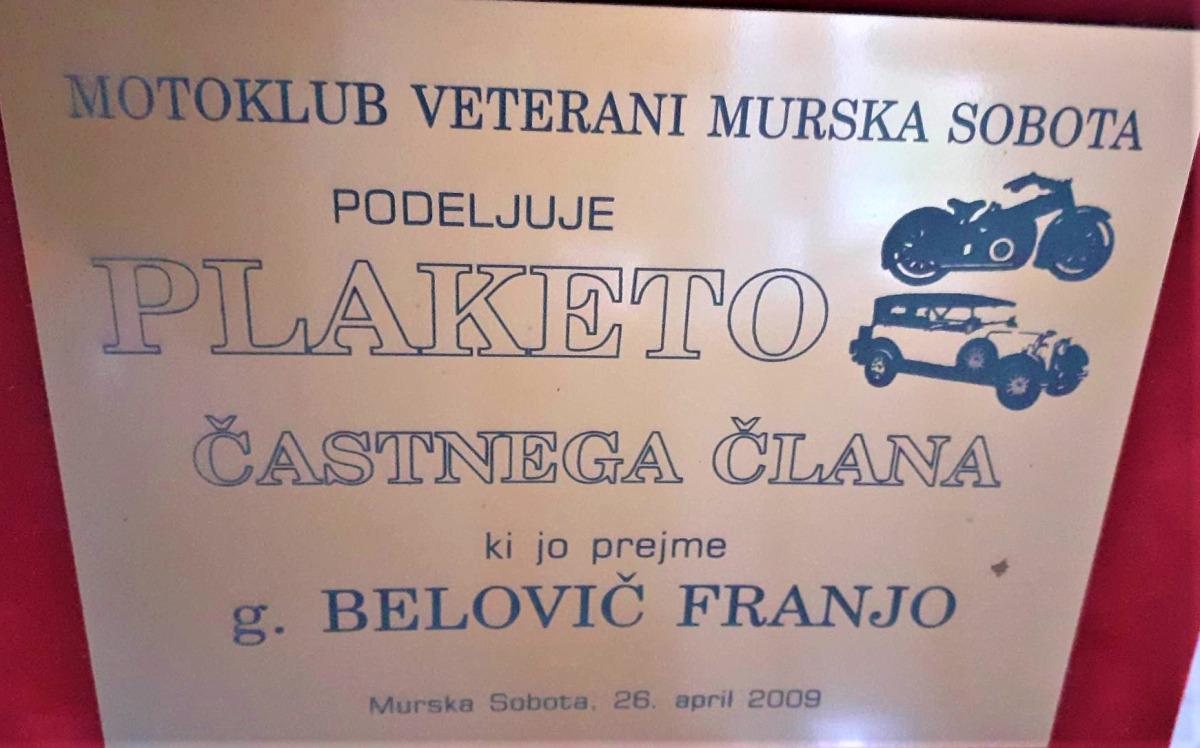 MOTOKLUB VETERANI MURSKA SOBOTA
PODELJUJE
PLAKETO
ČASTNEGA ČLANA
ki jo prejme
g. BELOVIČ FRANJO
Murska Sobota, 26. april 2009